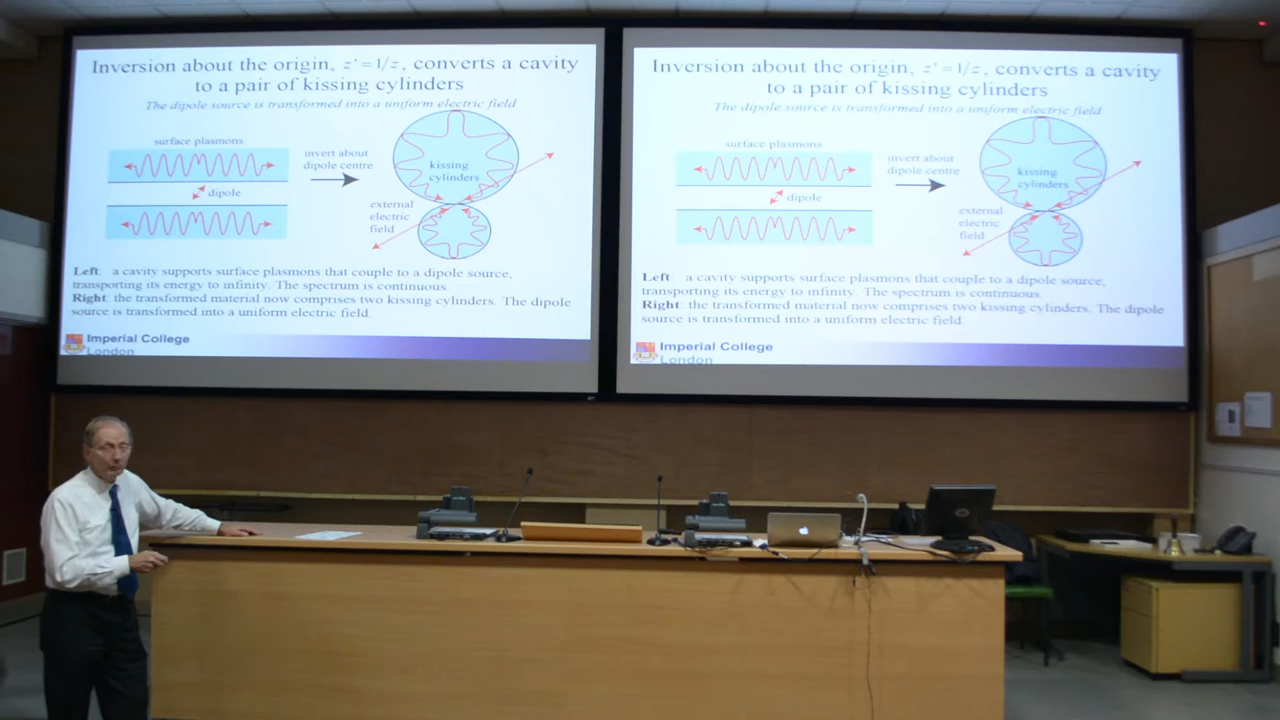 Inversion about the origin, z' = 1/z, converts a cavity
to a pair of kissing cylinders
The dipole source is transformed into a uniform electric field
surface plasmons
invert about
dipole centre
dipole
kissing
cylinders
external
electric
field
Left: a cavity supports surface plasmons that couple to a dipole source,
transporting its energy to infinity. The spectrum is continuous.
Right: the transformed material now comprises two kissing cylinders. The dipole
source is transformed into a uniform electric field.
Imperial College
London
Inversion about the origin, z' = 1/z, converts a cavity
to a pair of kissing cylinders
The dipole source is transformed into a uniform electric field
surface plasmons
invert about
dipole centre
dipole
kissing
cylinders
external
electric
field
Left: a cavity supports surface plasmons that couple to a dipole source,
transporting its energy to infinity. The spectrum is continuous.
Right: the transformed material now comprises two kissing cylinders. The dipole
source is transformed into a uniform electric field.
Imperial College
London